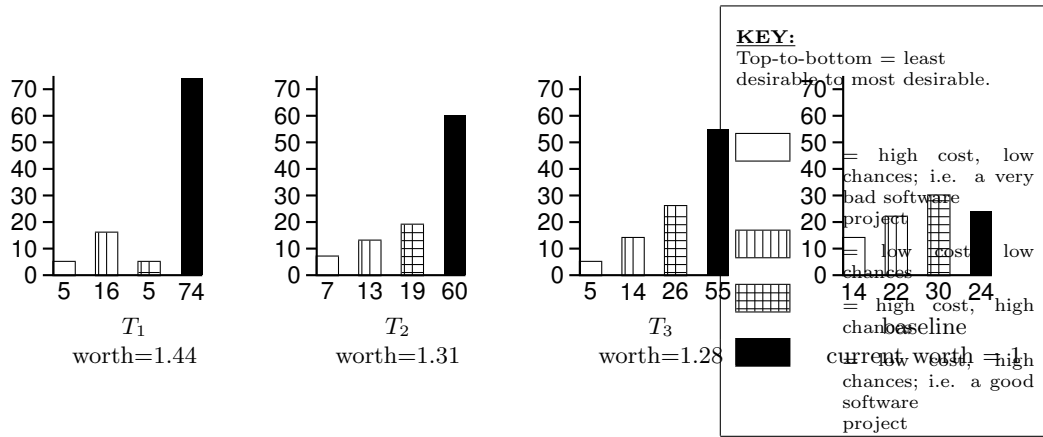 70
60
50
40
30
20
10
0
5 16 5 74
T1
worth=1.44
70
60
50
40
30
20
10
0
7 13 19 60
T2
worth=1.31
70
60
50
40
30
20
10
0
5 14 26 55
T3
worth=1.28
70
60
50
40
30
20
10
0
14 22 30 24
baseline
current worth = 1
KEY:
Top-to-bottom = least
desirable to most desirable.
= high cost, low
chances; i.e. a very
bad software
project
= low cost, low
chances
= high cost, high
chances
= low cost, high
chances; i.e. a good
software
project